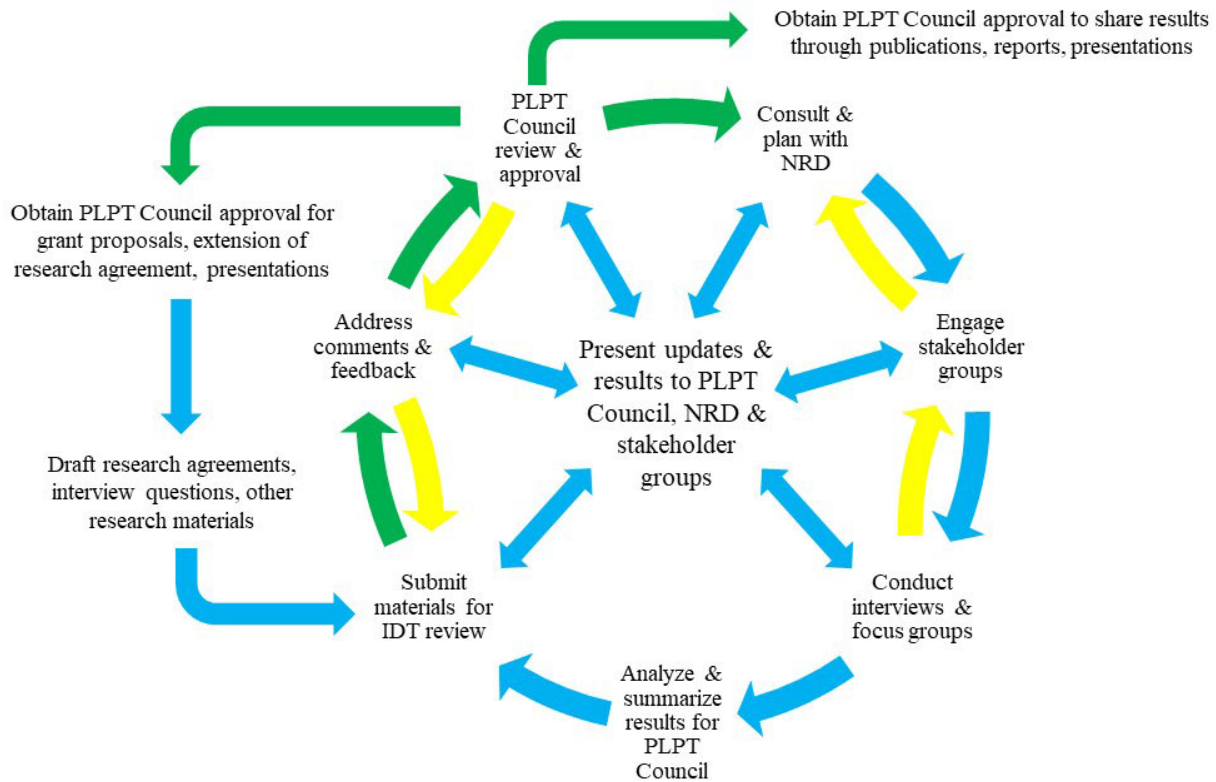 Obtain PLPT Council approval to share results
through publications, reports, presentations
PLPT
Council
review &
approval
Consult &
plan with
NRD
Obtain PLPT Council approval for
grant proposals, extension of
research agreement, presentations
Address
comments &
feedback
Present updates &
results to PLPT
Council, NRD &
stakeholder
groups
Engage
stakeholder
groups
Draft research agreements,
interview questions, other
research materials
Submit
materials for
IDT review
Conduct
interviews &
focus groups
Analyze &
summarize
results for
PLPT
Council